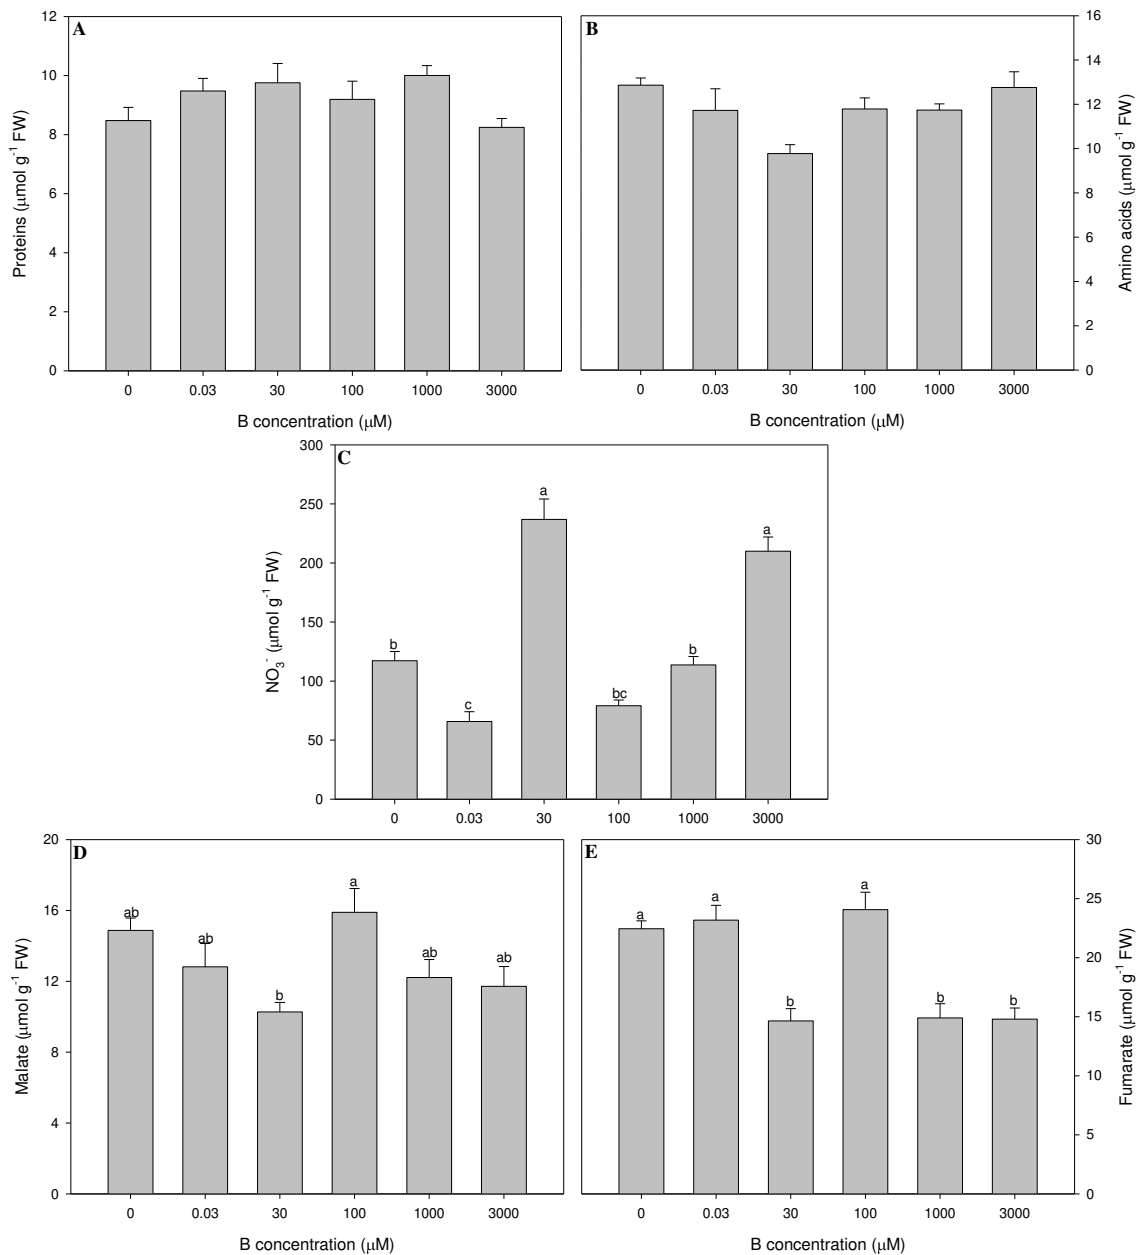 A
Proteins (μmol g⁻¹ FW)
12
10
8
6
4
2
0
0 0.03 30 100 1000 3000
B concentration (μM)
B
Amino acids (μmol g⁻¹ FW)
16
14
12
10
8
6
4
2
0
0 0.03 30 100 1000 3000
B concentration (μM)
C
NO₃⁻ (μmol g⁻¹ FW)
300
250
200
150
100
50
0
b c a bc b a
0 0.03 30 100 1000 3000
D
Malate (μmol g⁻¹ FW)
20
16
12
8
4
0
ab ab b a ab ab
0 0.03 30 100 1000 3000
B concentration (μM)
E
Fumarate (μmol g⁻¹ FW)
30
25
20
15
10
5
0
a a b a b b
0 0.03 30 100 1000 3000
B concentration (μM)